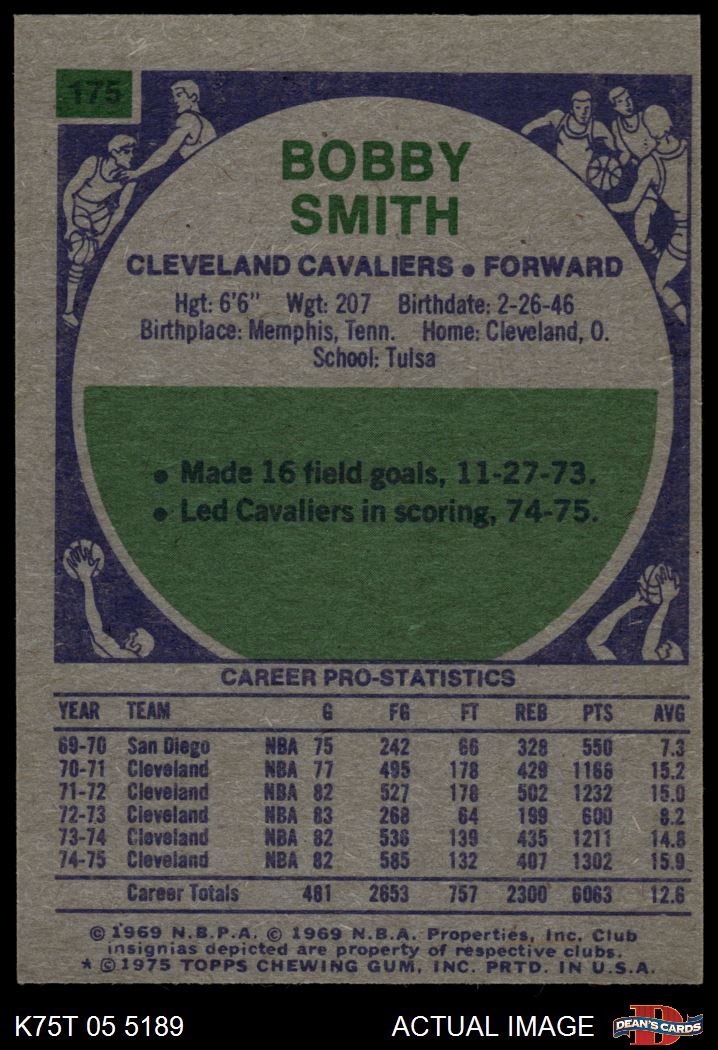 175
BOBBY
SMITH
CLEVELAND CAVALIERS • FORWARD
Hgt: 6'6" Wgt: 207 Birthdate: 2-26-46
Birthplace: Memphis, Tenn. Home: Cleveland, O.
School: Tulsa
• Made 16 field goals, 11-27-73.
• Led Cavaliers in scoring, 74-75.
CAREER PRO-STATISTICS
YEAR TEAM G FG FT REB PTS AVG
69-70 San Diego NBA 75 242 66 328 550 7.3
70-71 Cleveland NBA 77 495 178 429 1168 15.2
71-72 Cleveland NBA 82 527 178 502 1232 15.0
72-73 Cleveland NBA 83 268 64 199 600 8.2
73-74 Cleveland NBA 82 536 139 435 1211 14.8
74-75 Cleveland NBA 82 585 132 407 1302 15.9
Career Totals 481 2653 757 2300 6063 12.6
© 1969 N.B.P.A. © 1969 N.B.A. Properties, Inc. Club
insignias depicted are property of respective clubs.
★ © 1975 TOPPS CHEWING GUM, INC. PRTD. IN U.S.A.
K75T 05 5189 ACTUAL IMAGE DEAN'S CARDS